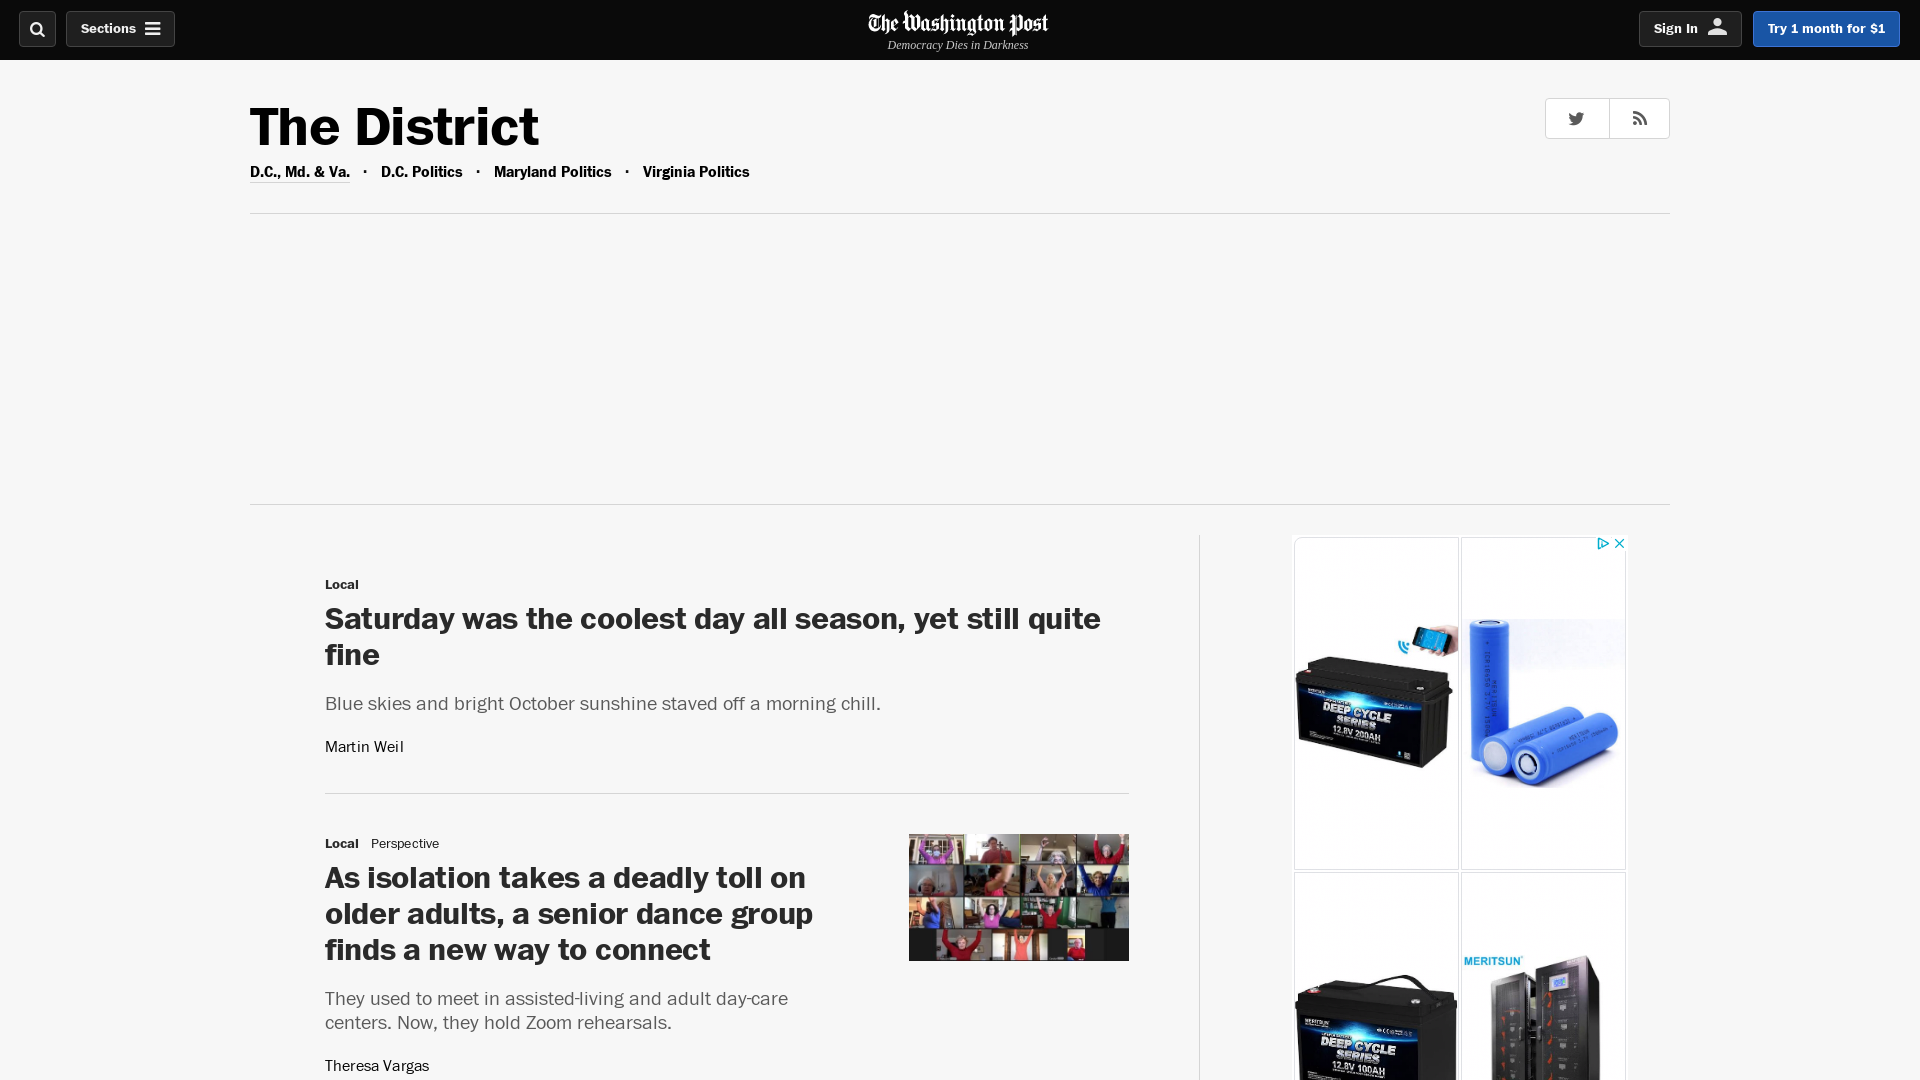 Sections
The Washington Post
Democracy Dies in Darkness
Sign In
Try 1 month for $1
The District
D.C., Md. & Va. · D.C. Politics · Maryland Politics · Virginia Politics
Local
Saturday was the coolest day all season, yet still quite
fine
Blue skies and bright October sunshine staved off a morning chill.
Martin Weil
Local Perspective
As isolation takes a deadly toll on
older adults, a senior dance group
finds a new way to connect
They used to meet in assisted-living and adult day-care
centers. Now, they hold Zoom rehearsals.
Theresa Vargas
MERITSUN
DEEP CYCLE
SERIES
12.8V 200AH
MERITSUN
MERITSUN
DEEP CYCLE
SERIES
12.8V 100AH
MERITSUN